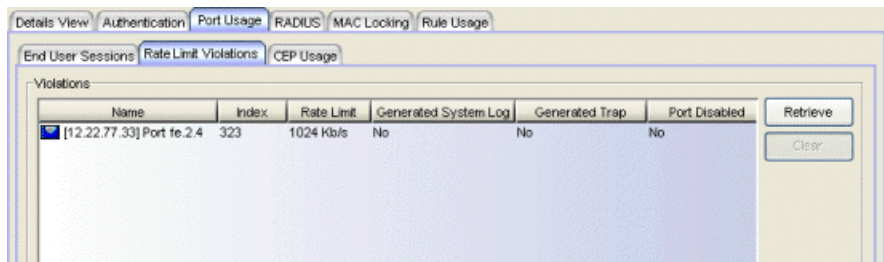 Details View Authentication Port Usage RADIUS MAC Locking Rule Usage
End User Sessions Rate Limit Violations CEP Usage
Violations
Name Index Rate Limit Generated System Log Generated Trap Port Disabled Retrieve
[12.22.77.33] Port fe.2.4 323 1024 Kb/s No No No
Clear